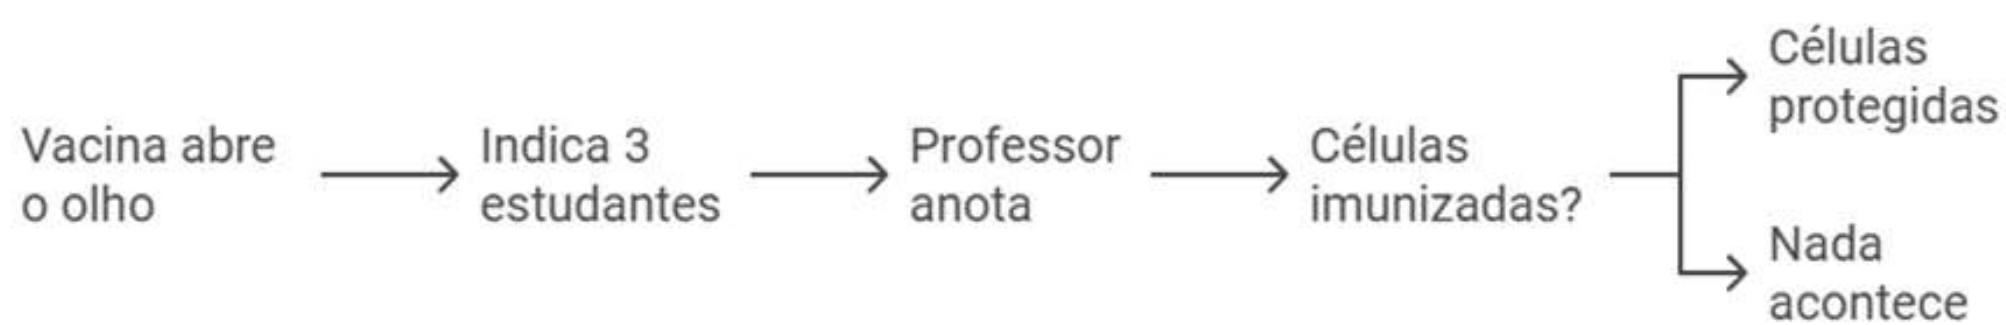 Vacina abre
o olho
Indica 3
estudantes
Professor
anota
Células
imunizadas?
Células
protegidas
Nada
acontece